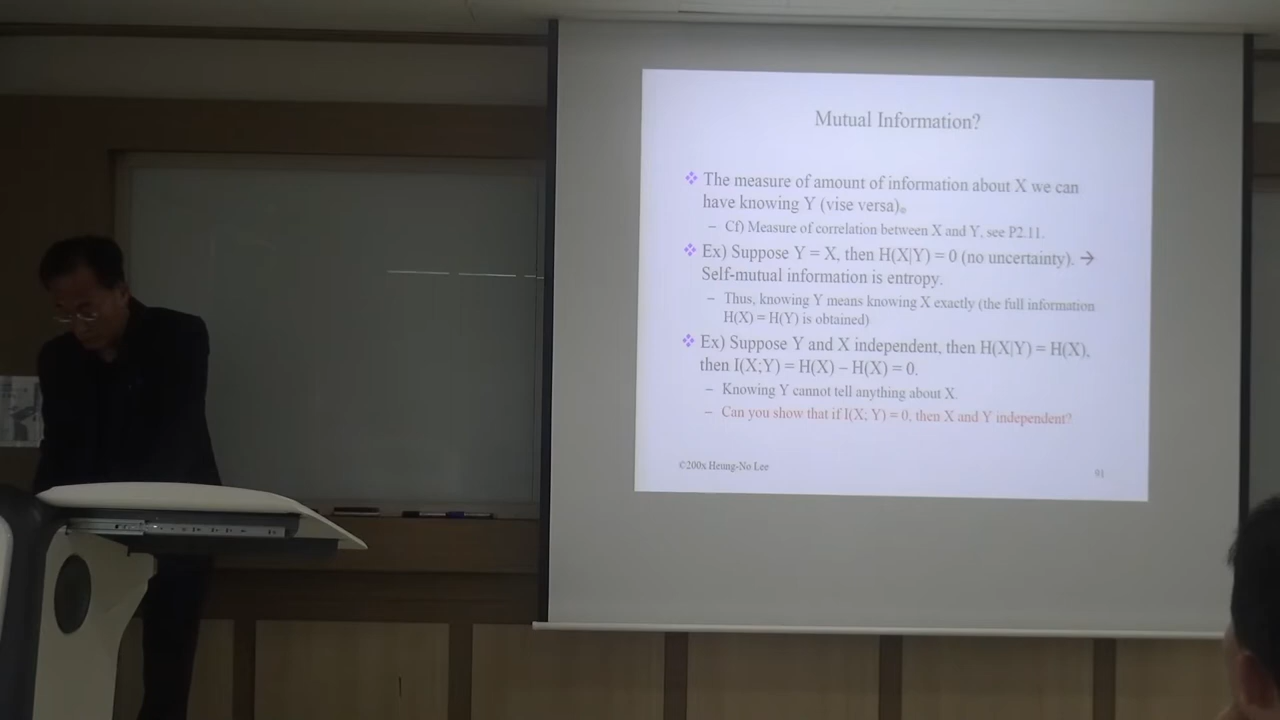 Mutual Information?
❖ The measure of amount of information about X we can
have knowing Y (vise versa).
– Cf) Measure of correlation between X and Y, see P2.11.
❖ Ex) Suppose Y = X, then H(X|Y) = 0 (no uncertainty). →
Self-mutual information is entropy.
– Thus, knowing Y means knowing X exactly (the full information
H(X) = H(Y) is obtained)
❖ Ex) Suppose Y and X independent, then H(X|Y) = H(X),
then I(X;Y) = H(X) – H(X) = 0.
– Knowing Y cannot tell anything about X.
– Can you show that if I(X; Y) = 0, then X and Y independent?
©200x Heung-No Lee